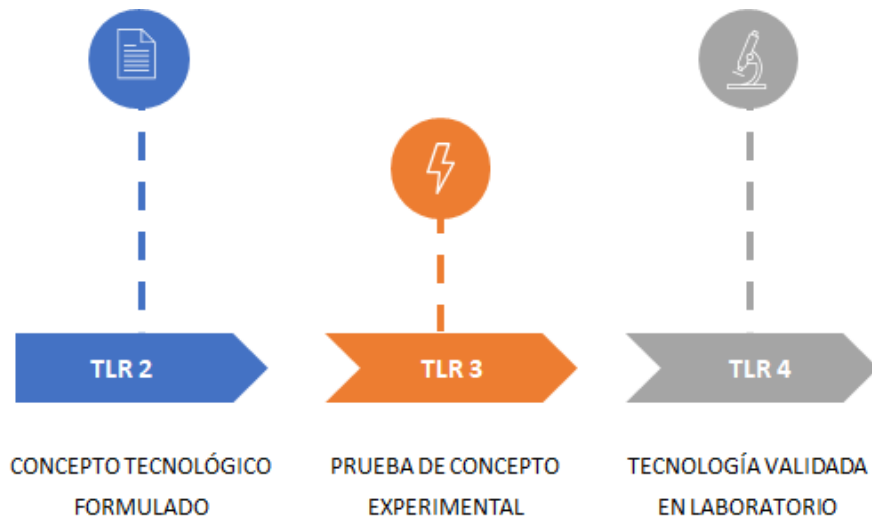 TLR 2
TLR 3
TLR 4
CONCEPTO TECNOLÓGICO
FORMULADO
PRUEBA DE CONCEPTO
EXPERIMENTAL
TECNOLOGÍA VALIDADA
EN LABORATORIO